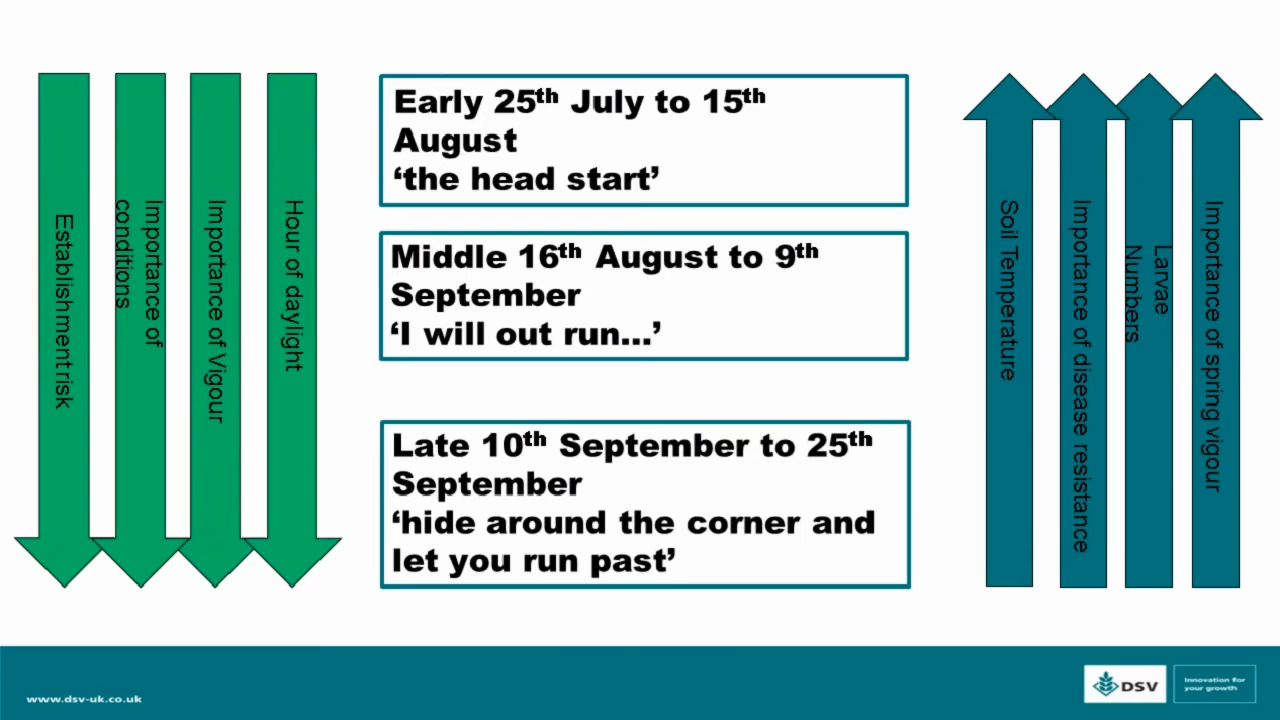 Establishment risk
Importance of
conditions
Importance of Vigour
Hour of daylight
Early 25th July to 15th
August
‘the head start’
Middle 16th August to 9th
September
‘I will out run...’
Late 10th September to 25th
September
‘hide around the corner and
let you run past’
Soil Temperature
Importance of disease resistance
Larvae
Numbers
Importance of spring vigour
www.dsv-uk.co.uk
DSV
Innovation for
your growth